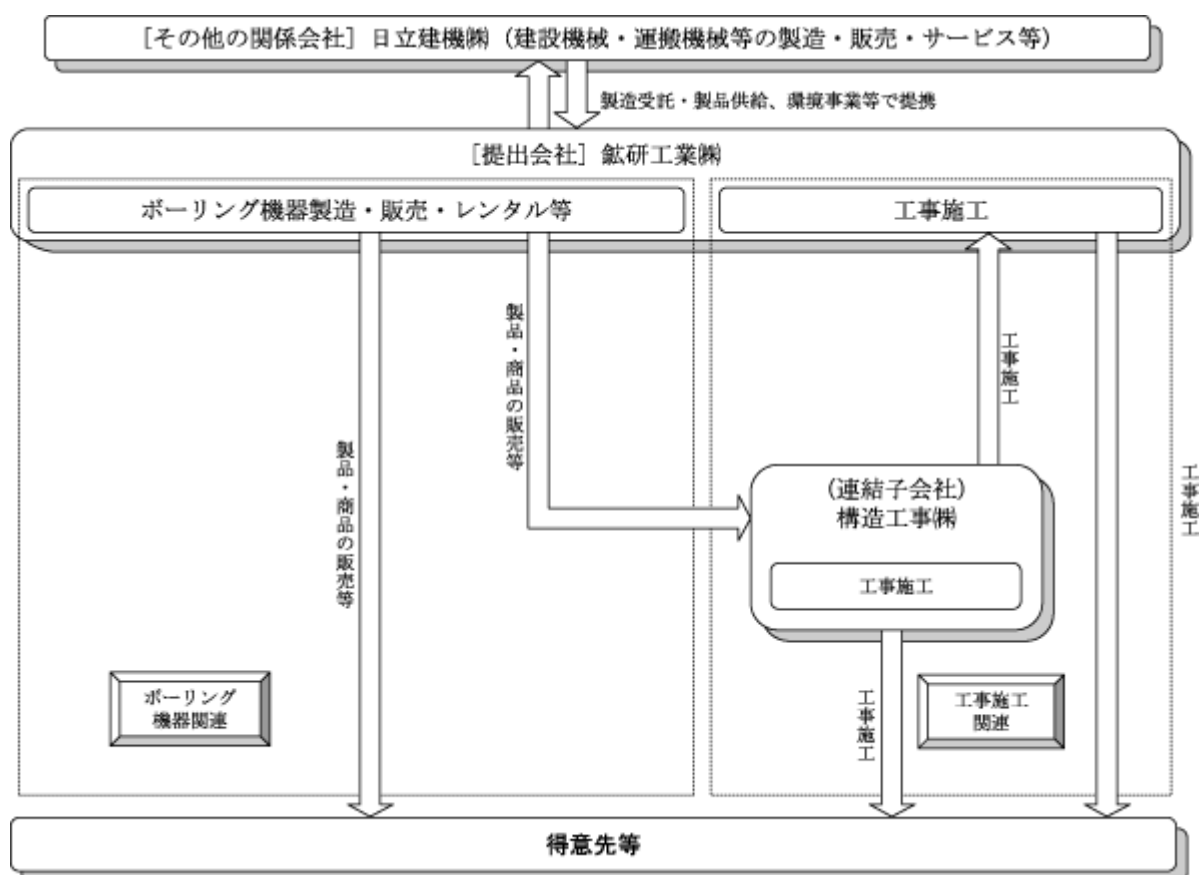 ［その他の関係会社］日立建機㈱（建設機械・運搬機械等の製造・販売・サービス等）
製造受託・製品供給、環境事業等で提携
［提出会社］鉱研工業㈱
ボーリング機器製造・販売・レンタル等
工事施工
製品・商品の販売等
製品・商品の販売等
工事施工
工事施工
（連結子会社）
構造工事㈱
工事施工
工事施工
ボーリング
機器関連
工事施工
関連
得意先等